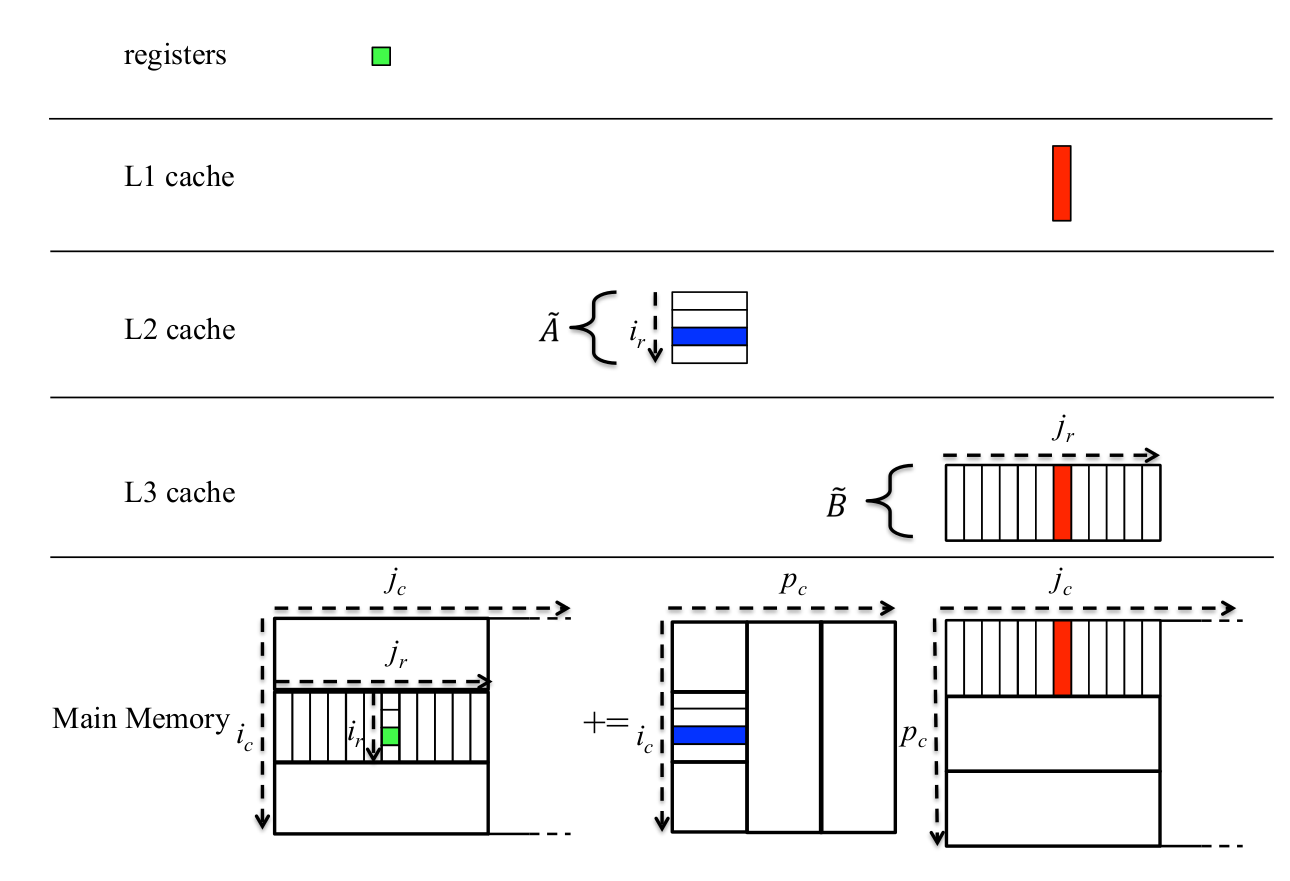 registers
L1 cache
L2 cache
Ã
i_r
L3 cache
B̃
j_r
Main Memory
j_c
j_r
i_c
i_r
+=
p_c
i_c
j_c
p_c